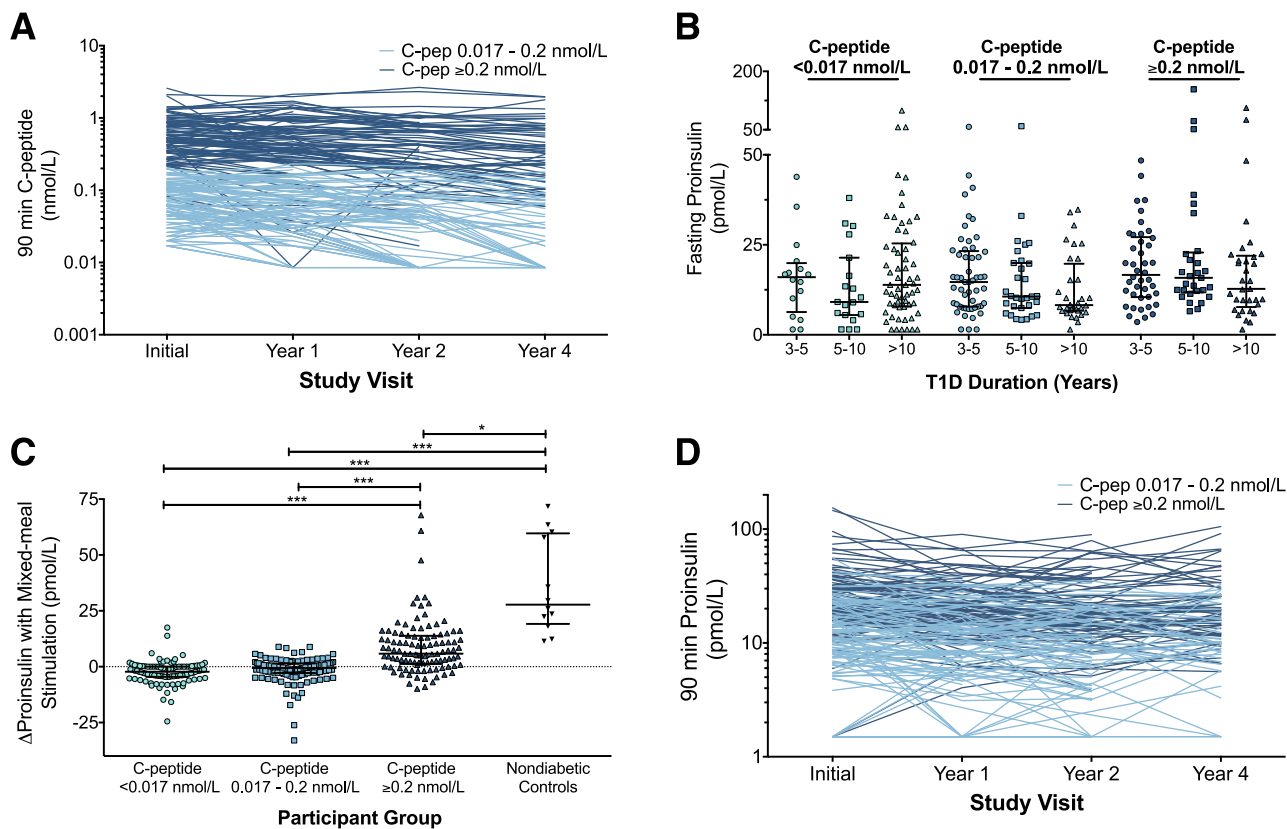 A
C-pep 0.017 - 0.2 nmol/L
C-pep ≥0.2 nmol/L
90 min C-peptide
(nmol/L)
10
1
0.1
0.01
0.001
Initial Year 1 Year 2 Year 4
Study Visit
B
C-peptide
<0.017 nmol/L
C-peptide
0.017 - 0.2 nmol/L
C-peptide
≥0.2 nmol/L
Fasting Proinsulin
(pmol/L)
200
50
50
25
0
3-5 5-10 >10 3-5 5-10 >10 3-5 5-10 >10
T1D Duration (Years)
C
*
***
***
***
***
ΔProinsulin with Mixed-meal
Stimulation (pmol/L)
75
50
25
0
-25
C-peptide
<0.017 nmol/L
C-peptide
0.017 - 0.2 nmol/L
C-peptide
≥0.2 nmol/L
Nondiabetic
Controls
Participant Group
D
C-pep 0.017 - 0.2 nmol/L
C-pep ≥0.2 nmol/L
90 min Proinsulin
(pmol/L)
100
10
1
Initial Year 1 Year 2 Year 4
Study Visit